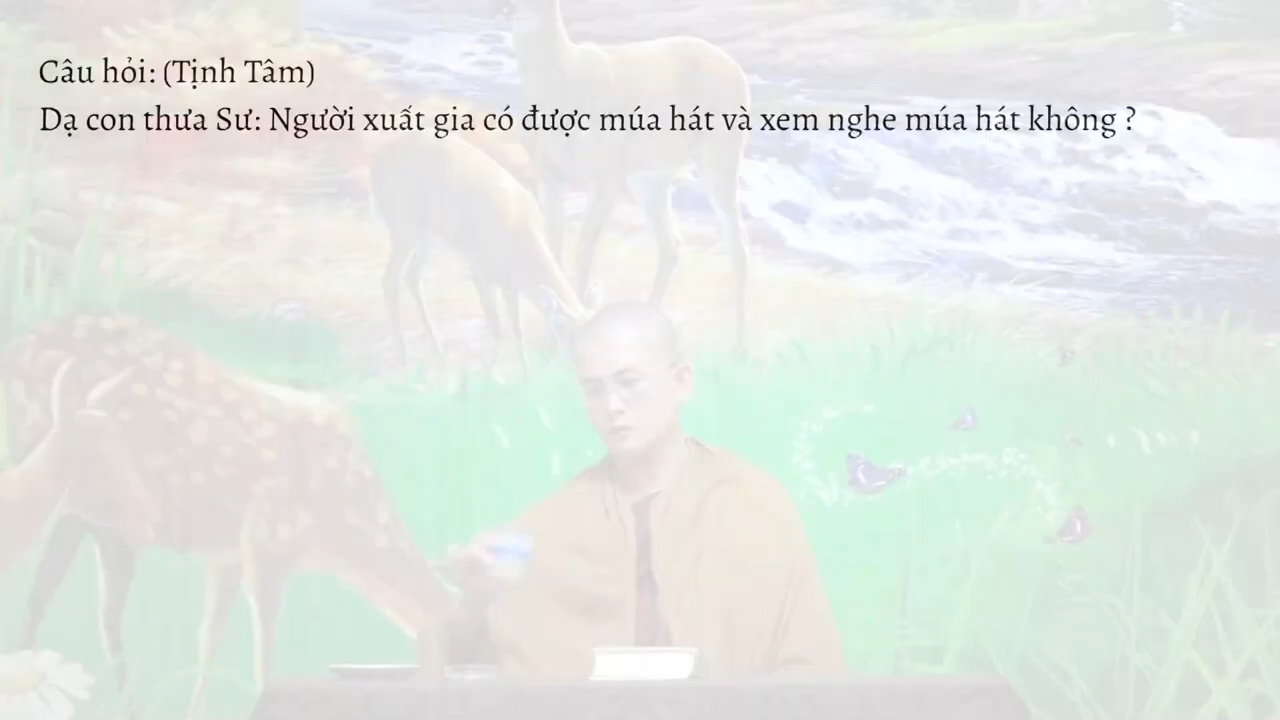 Câu hỏi: (Tịnh Tâm)
Dạ con thưa Sư: Người xuất gia có được múa hát và xem nghe múa hát không ?